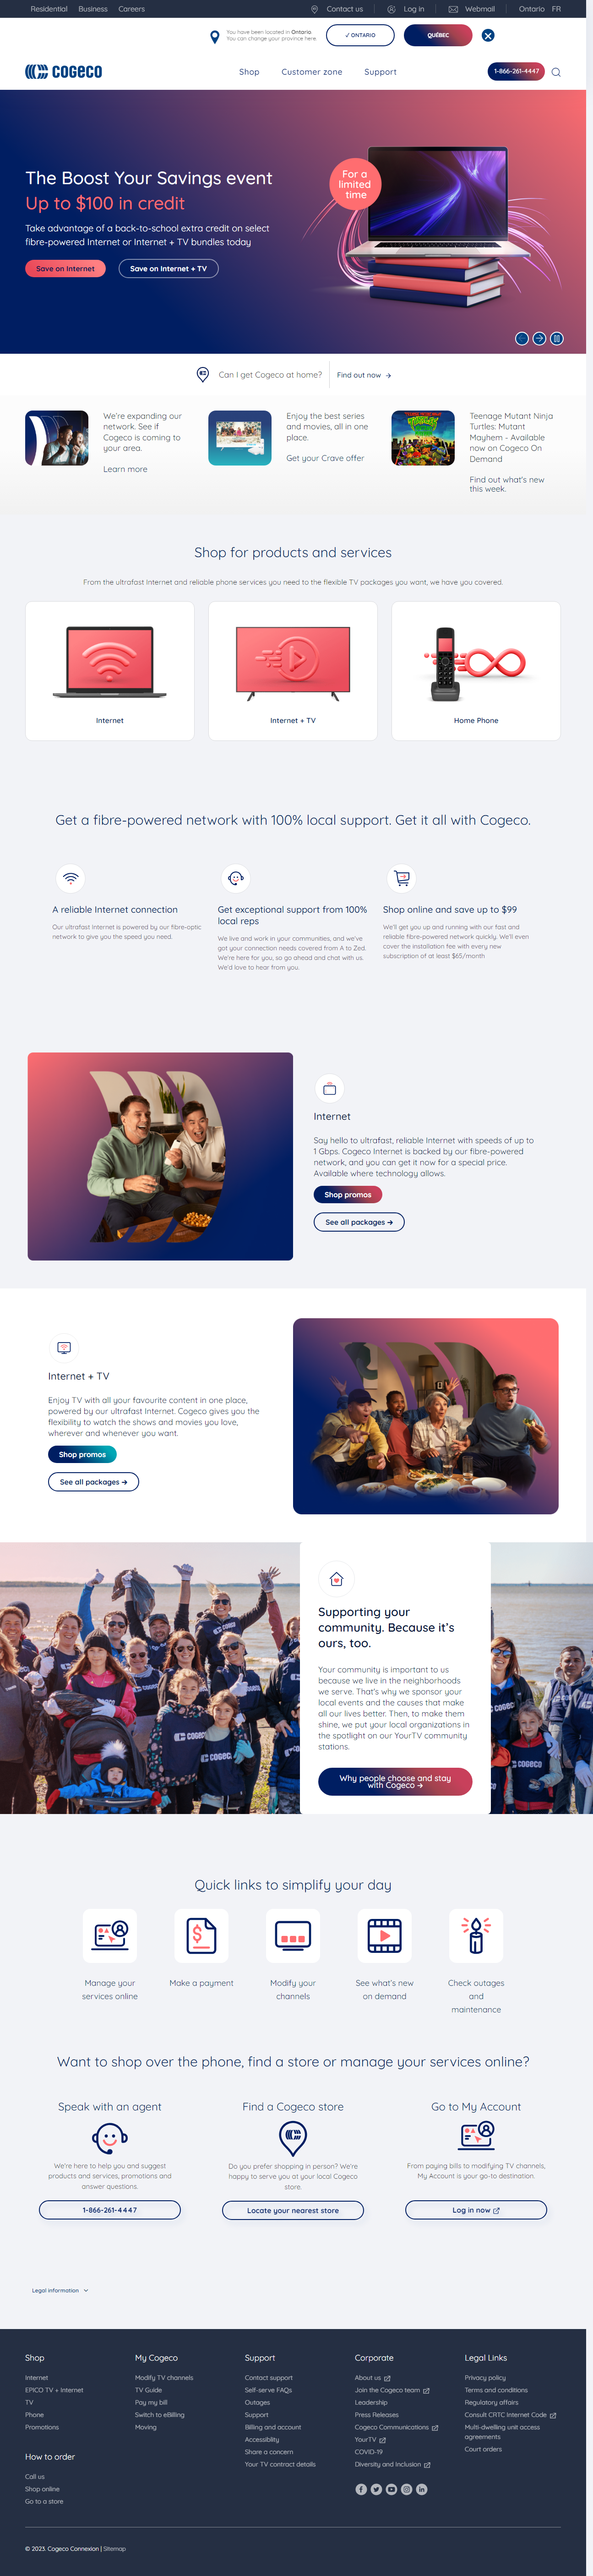 Residential Business Careers Contact us Log in Webmail Ontario FR
You have been located in Ontario.
You can change your province here.
✓ ONTARIO
QUÉBEC
COGECO
Shop Customer zone Support
1-866-261-4447
The Boost Your Savings event
Up to $100 in credit
Take advantage of a back-to-school extra credit on select
fibre-powered Internet or Internet + TV bundles today
Save on Internet
Save on Internet + TV
For a
limited
time
Can I get Cogeco at home?
Find out now →
We're expanding our
network. See if
Cogeco is coming to
your area.
Learn more
Enjoy the best series
and movies, all in one
place.
Get your Crave offer
Teenage Mutant Ninja
Turtles: Mutant
Mayhem - Available
now on Cogeco On
Demand
Find out what's new
this week.
Shop for products and services
From the ultrafast Internet and reliable phone services you need to the flexible TV packages you want, we have you covered.
Internet
Internet + TV
Home Phone
Get a fibre-powered network with 100% local support. Get it all with Cogeco.
A reliable Internet connection
Our ultrafast Internet is powered by our fibre-optic
network to give you the speed you need.
Get exceptional support from 100%
local reps
We live and work in your communities, and we've
got your connection needs covered from A to Zed.
We're here for you, so go ahead and chat with us.
We'd love to hear from you.
Shop online and save up to $99
We'll get you up and running with our fast and
reliable fibre-powered network quickly. We'll even
cover the installation fee with every new
subscription of at least $65/month
Internet
Say hello to ultrafast, reliable Internet with speeds of up to
1 Gbps. Cogeco Internet is backed by our fibre-powered
network, and you can get it now for a special price.
Available where technology allows.
Shop promos
See all packages →
Internet + TV
Enjoy TV with all your favourite content in one place,
powered by our ultrafast Internet. Cogeco gives you the
flexibility to watch the shows and movies you love,
wherever and whenever you want.
Shop promos
See all packages →
Supporting your
community. Because it's
ours, too.
Your community is important to us
because we live in the neighborhoods
we serve. That's why we sponsor your
local events and the causes that make
all our lives better. Then, to make them
shine, we put your local organizations in
the spotlight on our YourTV community
stations.
Why people choose and stay
with Cogeco →
COGECO
COGECO
COGECO
Quick links to simplify your day
Manage your
services online
Make a payment
Modify your
channels
See what's new
on demand
Check outages
and
maintenance
Want to shop over the phone, find a store or manage your services online?
Speak with an agent
We're here to help you and suggest
products and services, promotions and
answer questions.
1-866-261-4447
Find a Cogeco store
Do you prefer shopping in person? We're
happy to serve you at your local Cogeco
store.
Locate your nearest store
Go to My Account
From paying bills to modifying TV channels,
My Account is your go-to destination.
Log in now
Legal information
Shop
Internet
EPICO TV + Internet
TV
Phone
Promotions
How to order
Call us
Shop online
Go to a store
My Cogeco
Modify TV channels
TV Guide
Pay my bill
Switch to eBilling
Moving
Support
Contact support
Self-serve FAQs
Outages
Support
Billing and account
Accessiblity
Share a concern
Your TV contract details
Corporate
About us
Join the Cogeco team
Leadership
Press Releases
Cogeco Communications
YourTV
COVID-19
Diversity and Inclusion
Legal Links
Privacy policy
Terms and conditions
Regulatory affairs
Consult CRTC Internet Code
Multi-dwelling unit access
agreements
Court orders
© 2023. Cogeco Connexion | Sitemap